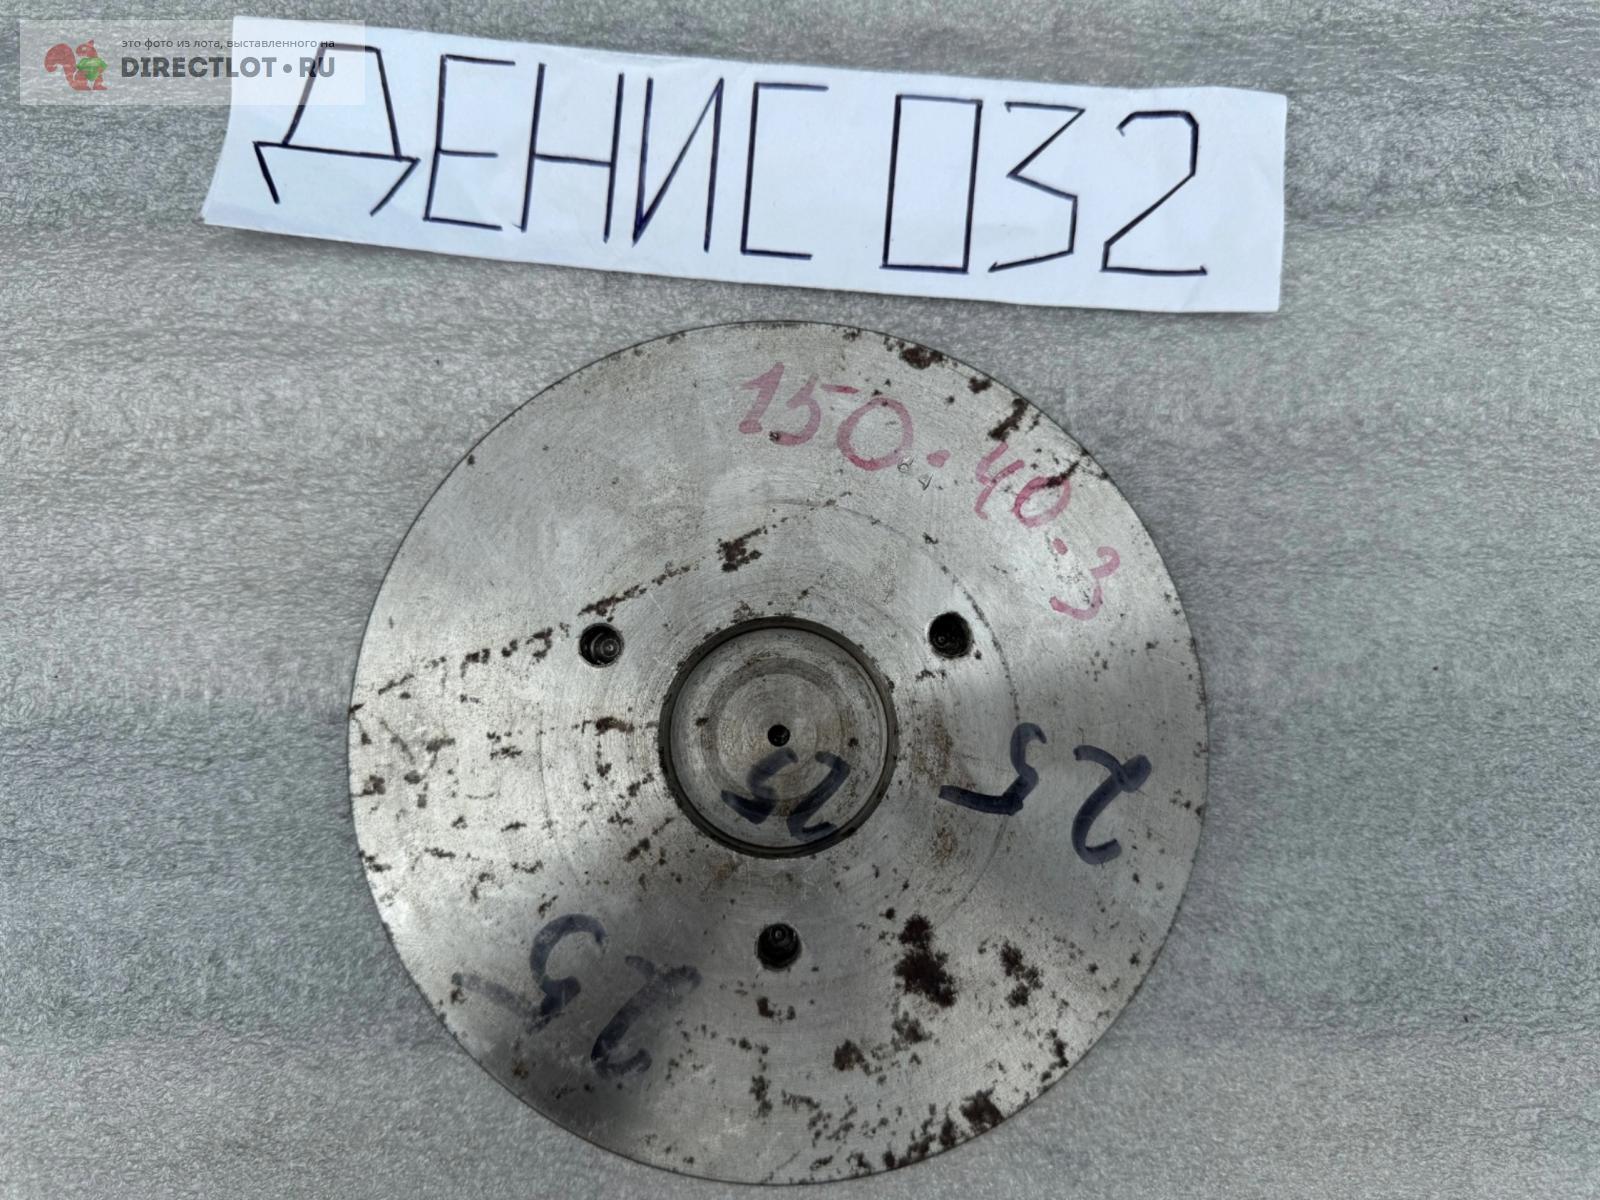 это фото из лота, выставленного на
DIRECTLOT.RU
ДЕНИС 032
150·40·3
25
25
25